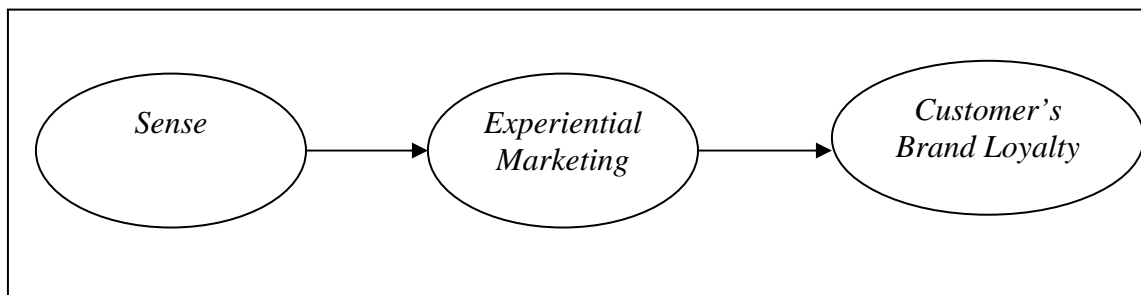 Sense
Experiential
Marketing
Customer’s
Brand Loyalty